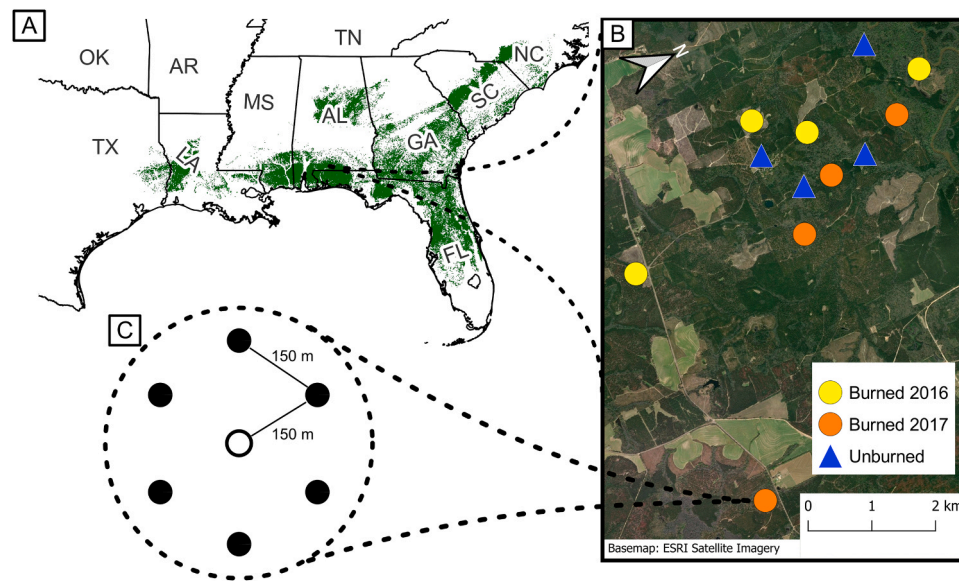 A
TN
NC
OK
AR
SC
MS
AL
GA
TX
LA
FL
C
150 m
150 m
B
N
Burned 2016
Burned 2017
Unburned
0 1 2 km
Basemap: ESRI Satellite Imagery